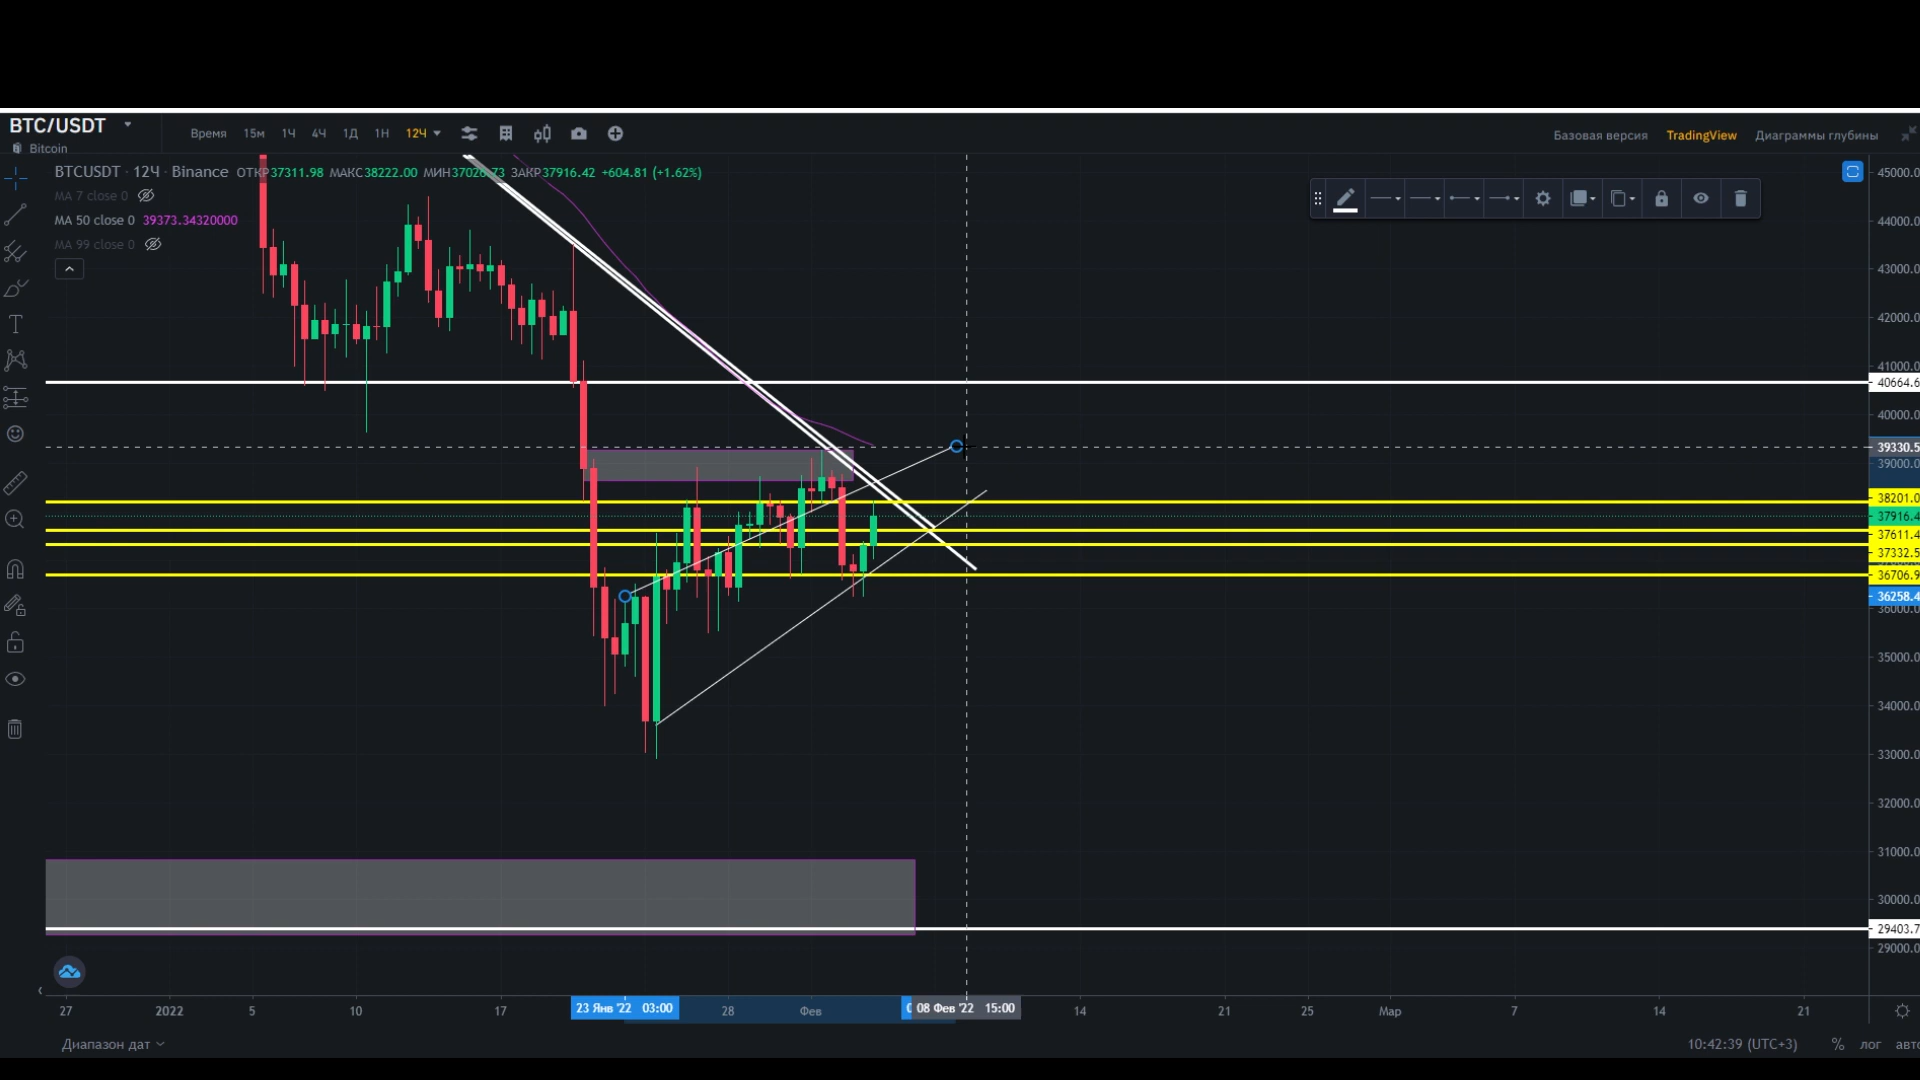 BTC/USDT
Bitcoin
Время 15м 1Ч 4Ч 1Д 1Н 12Ч
Базовая версия TradingView Диаграммы глубины
BTCUSDT · 12Ч · Binance ОТКР37311.98 МАКС38222.00 МИН37026.73 ЗАКР37916.42 +604.81 (+1.62%)
MA 7 close 0
MA 50 close 0 39373.34320000
MA 99 close 0
45000.0
44000.0
43000.0
42000.0
41000.0
40664.6
40000.0
39330.5
39000.0
38201.0
37916.4
37611.4
37332.5
36706.9
36258.4
36000.0
35000.0
34000.0
33000.0
32000.0
31000.0
30000.0
29403.7
29000.0
27 2022 5 10 17 23 Янв '22 03:00 28 Фев 08 Фев '22 15:00 14 21 25 Мар 7 14 21
Диапазон дат
10:42:39 (UTC+3) % лог авто